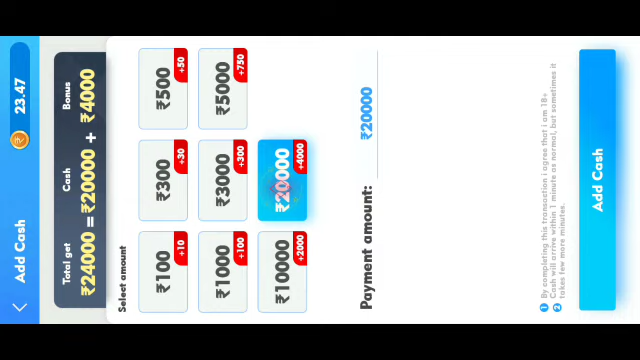 Add Cash
23.47
Total get Cash Bonus
₹24000 = ₹20000 + ₹4000
Select amount
₹100 +10
₹300 +30
₹500 +50
₹1000 +100
₹3000 +300
₹5000 +750
₹10000 +2000
₹20000 +4000
Payment amount: ₹20000
1 By completing this transaction i agree that i am 18+
2 Cash will arrive within 1 minute as normal, but sometimes it
takes few more minutes.
Add Cash